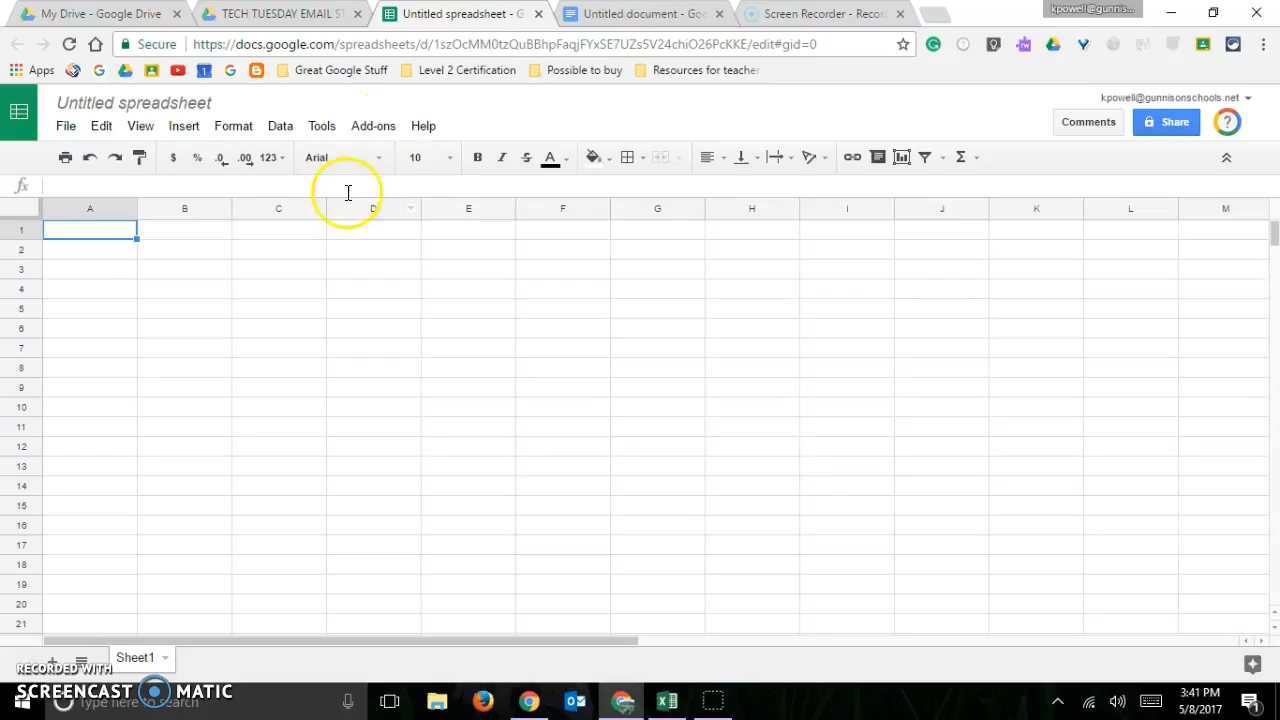 My Drive - Google Drive
TECH TUESDAY EMAIL ST
Untitled spreadsheet - G
Untitled document - Goo
Screen Recorder - Reco
kpowell@gunnis...
Secure
https://docs.google.com/spreadsheets/d/1szOcMM0tzQuBBhpFaqjFYxSE7UZs5V24chiO26PcKKE/edit#gid=0
Apps
Great Google Stuff
Level 2 Certification
Possible to buy
Resources for teacher
Untitled spreadsheet
kpowell@gunnisonschools.net
File Edit View Insert Format Data Tools Add-ons Help
Comments
Share
$ % .0 .00 123 Arial 10 B I S A Σ
fx
A B C D E F G H I J K L M
1
2
3
4
5
6
7
8
9
10
11
12
13
14
15
16
17
18
19
20
21
Sheet1
RECORDED WITH
SCREENCAST MATIC
Type here to search
3:41 PM
5/8/2017